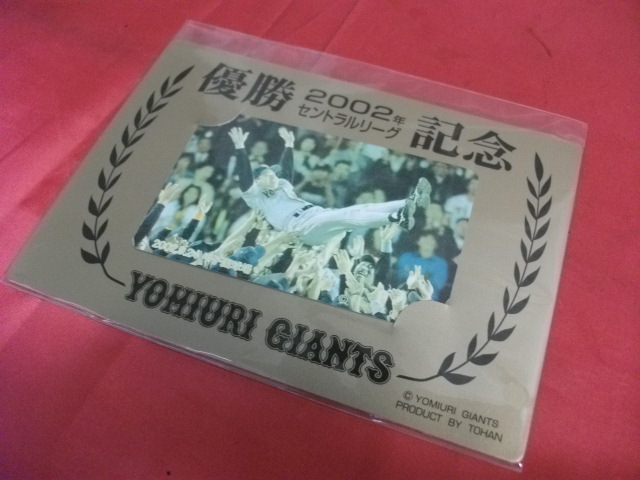 優勝 2002年 記念
セントラルリーグ
YOMIURI GIANTS
© YOMIURI GIANTS
PRODUCT BY TOHAN